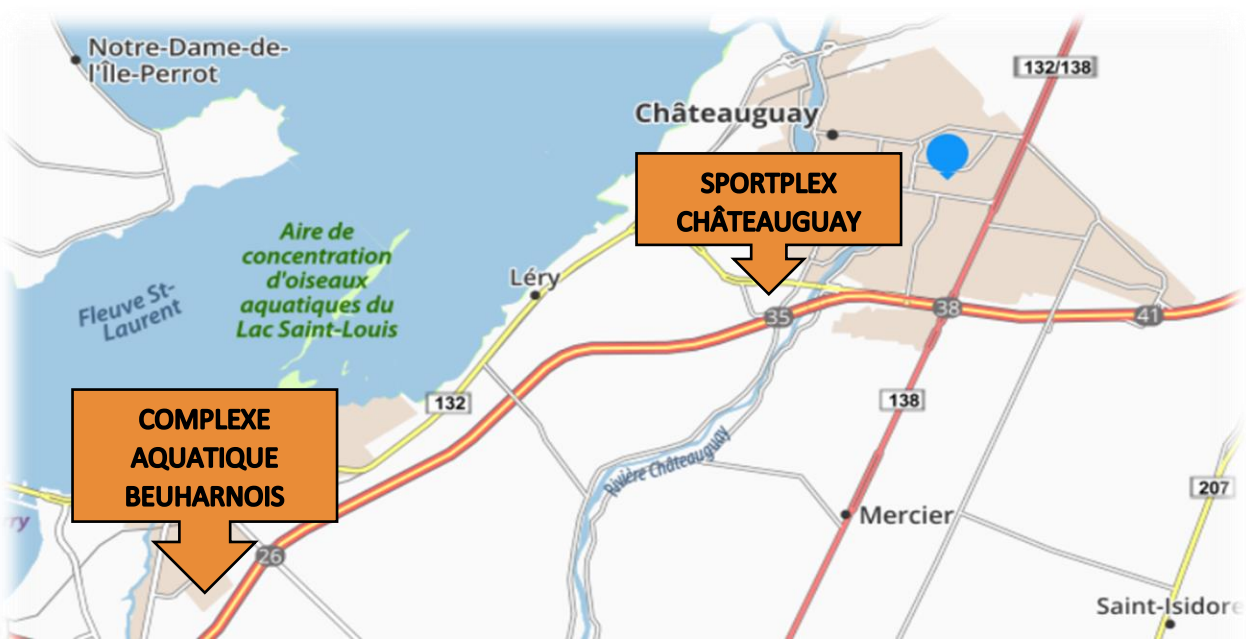 Notre-Dame-de-
l'Île-Perrot
132/138
Châteauguay
SPORTPLEX
CHÂTEAUGUAY
Aire de
concentration
d'oiseaux
aquatiques du
Lac Saint-Louis
Léry
Fleuve St-
Laurent
35
38
41
132
138
COMPLEXE
AQUATIQUE
BEUHARNOIS
Rivière Châteauguay
207
Mercier
rry
26
Saint-Isidore